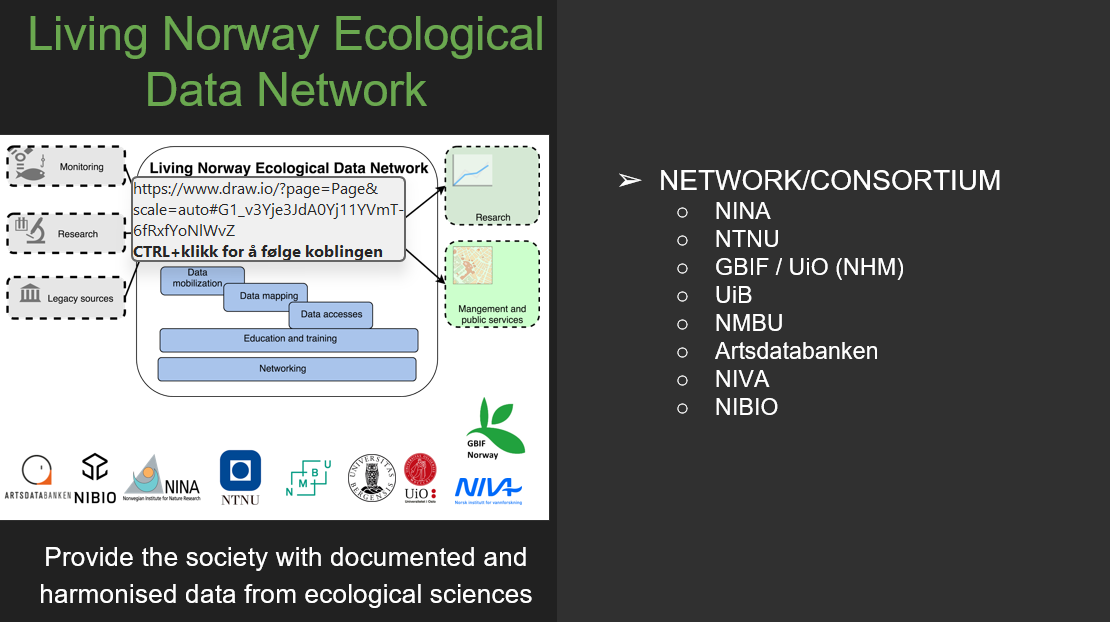 Living Norway Ecological
Data Network
Monitoring
Research
Legacy sources
Living Norway Ecological Data Network
https://www.draw.io/?page=Page&
scale=auto#G1_v3Yje3JdA0Yj11YVmT-
6fRxfYoNlWvZ
CTRL+klikk for å følge koblingen
Data
mobilization
Data mapping
Data accesses
Education and training
Networking
Resarch
Mangement and
public services
GBIF
Norway
ARTSDATABANKEN
NIBIO
NINA
Norwegian Institute for Nature Research
NTNU
N M B U
UNIVERSITAS BERGENSIS
UiO
Universitetet i Oslo
NIVA
Norsk institutt for vannforskning
Provide the society with documented and
harmonised data from ecological sciences
➢ NETWORK/CONSORTIUM
○ NINA
○ NTNU
○ GBIF / UiO (NHM)
○ UiB
○ NMBU
○ Artsdatabanken
○ NIVA
○ NIBIO